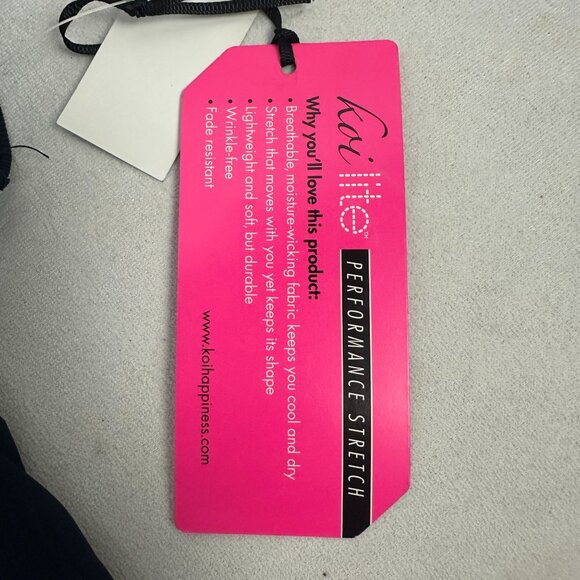 koi lite™
PERFORMANCE STRETCH
Why you'll love this product:
• Breathable, moisture-wicking fabric keeps you cool and dry
• Stretch that moves with you yet keeps its shape
• Lightweight and soft, but durable
• Wrinkle-free
• Fade resistant
www.koihappiness.com